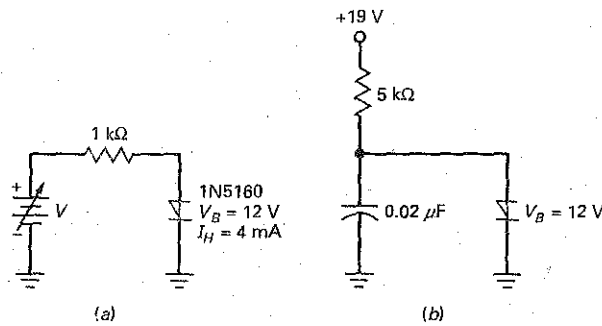 +19 V
5 kΩ
1 kΩ
+
V
-
1N5160
V_B = 12 V
I_H = 4 mA
0.02 μF
V_B = 12 V
(a)
(b)